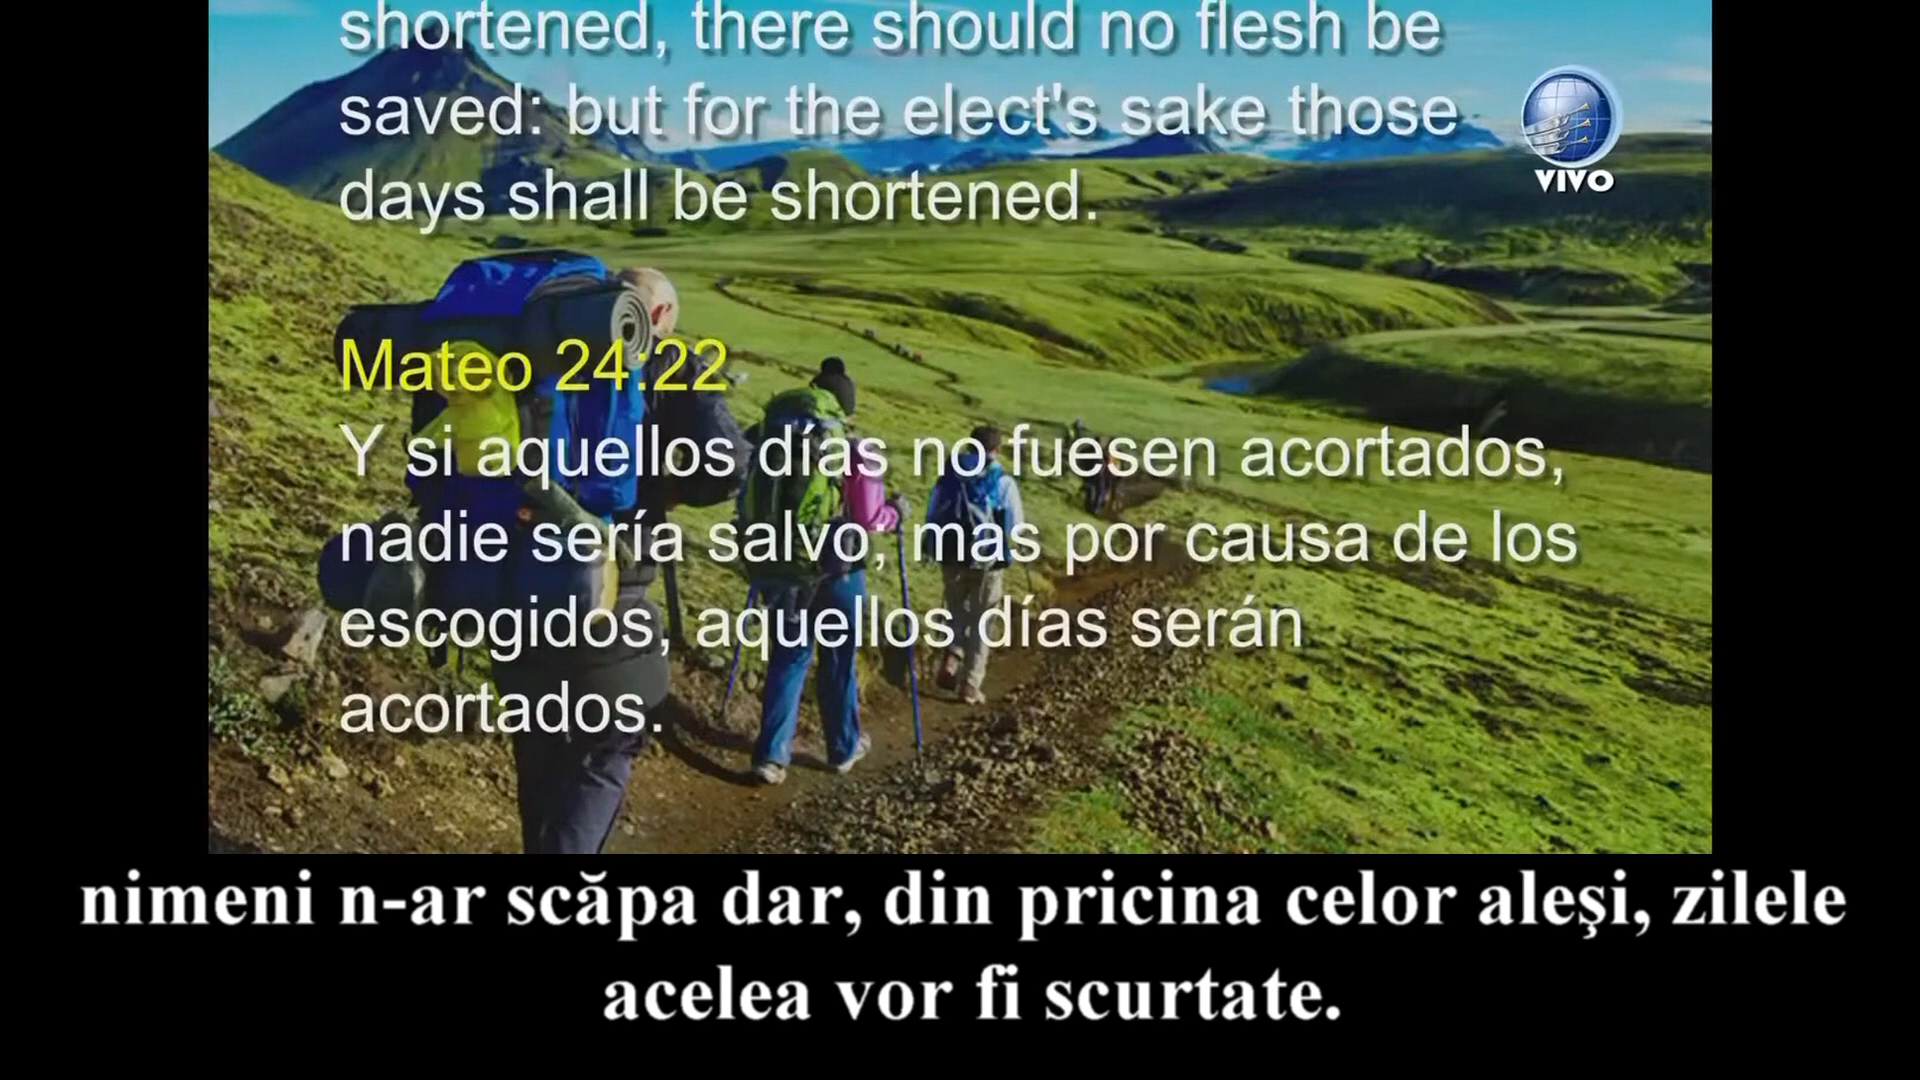 shortened, there should no flesh be
saved: but for the elect's sake those
days shall be shortened.
VIVO
Mateo 24:22
Y si aquellos días no fuesen acortados,
nadie sería salvo; mas por causa de los
escogidos, aquellos días serán
acortados.
nimeni n-ar scăpa dar, din pricina celor aleşi, zilele
acelea vor fi scurtate.